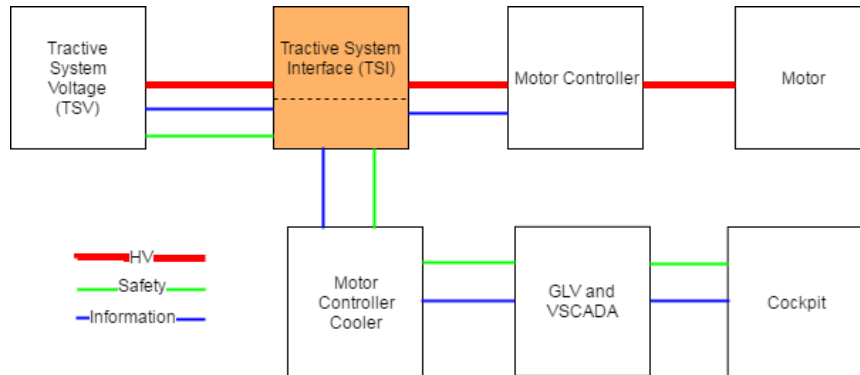 Tractive
System
Voltage
(TSV)
Tractive System
Interface (TSI)
Motor Controller
Motor
HV
Safety
Information
Motor
Controller
Cooler
GLV and
VSCADA
Cockpit